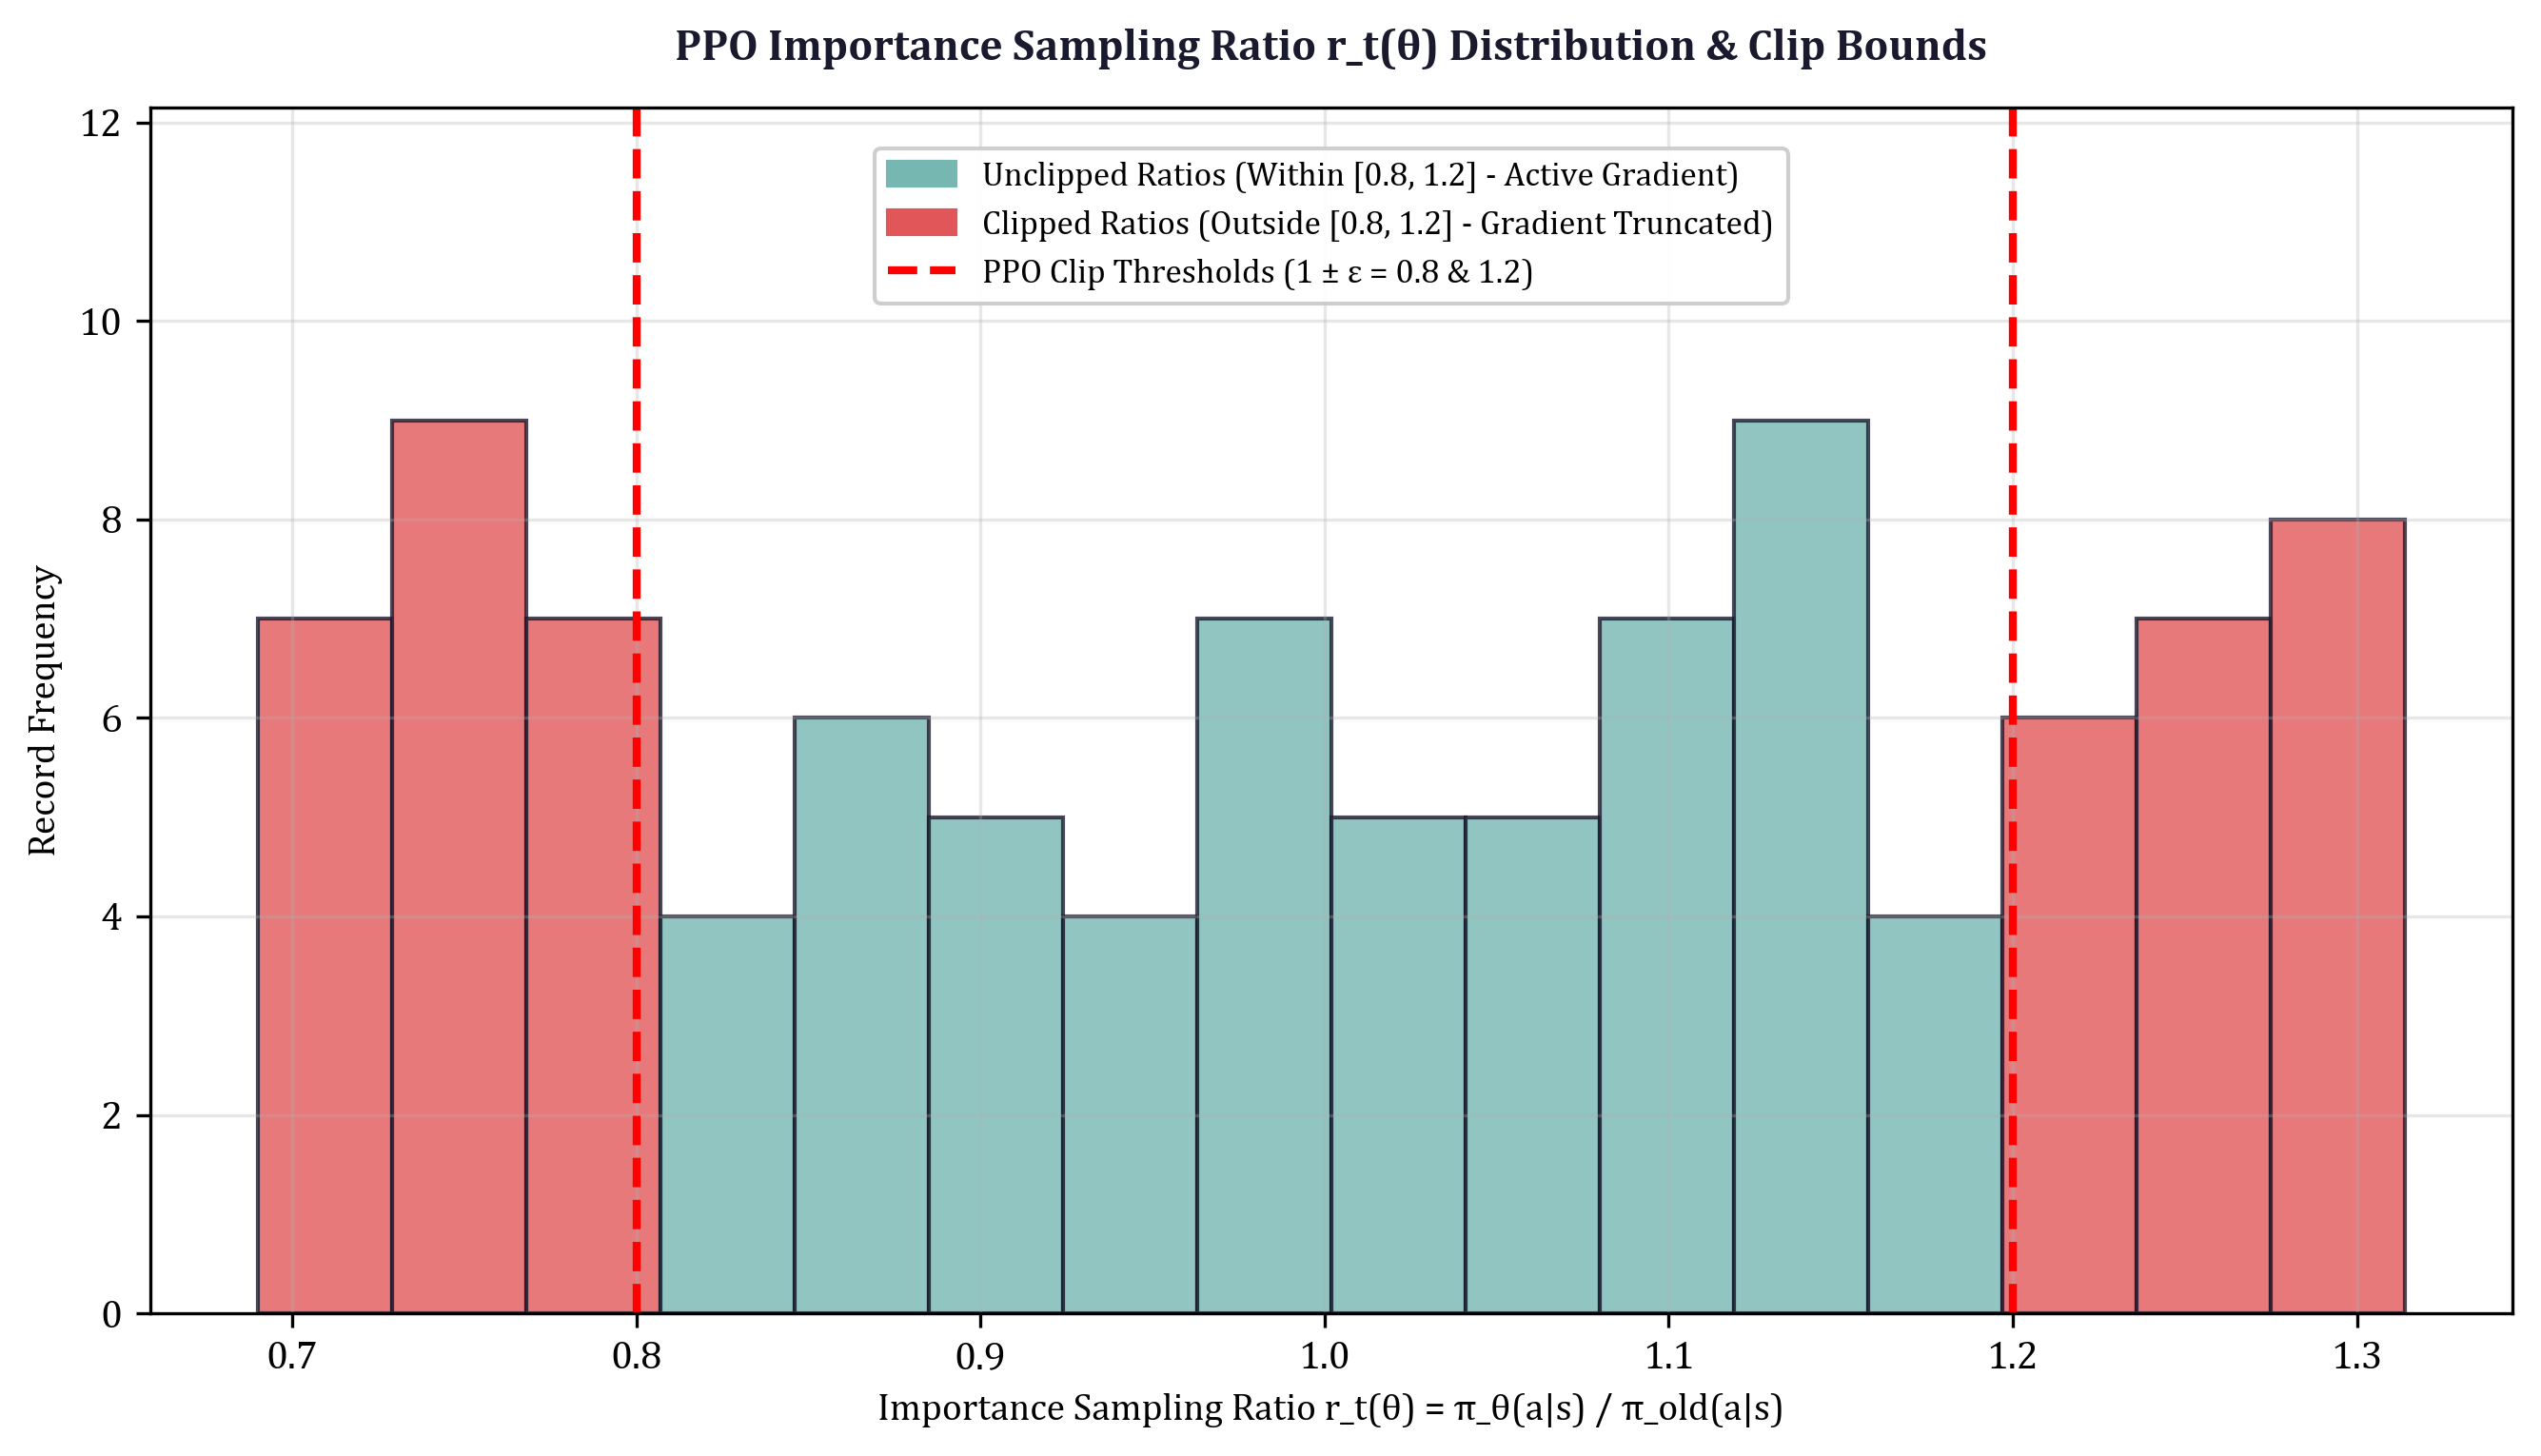 PPO Importance Sampling Ratio r_t(θ) Distribution & Clip Bounds
12
10
8
6
4
2
0
Record Frequency
Unclipped Ratios (Within [0.8, 1.2] - Active Gradient)
Clipped Ratios (Outside [0.8, 1.2] - Gradient Truncated)
PPO Clip Thresholds (1 ± ε = 0.8 & 1.2)
0.7 0.8 0.9 1.0 1.1 1.2 1.3
Importance Sampling Ratio r_t(θ) = π_θ(a|s) / π_old(a|s)